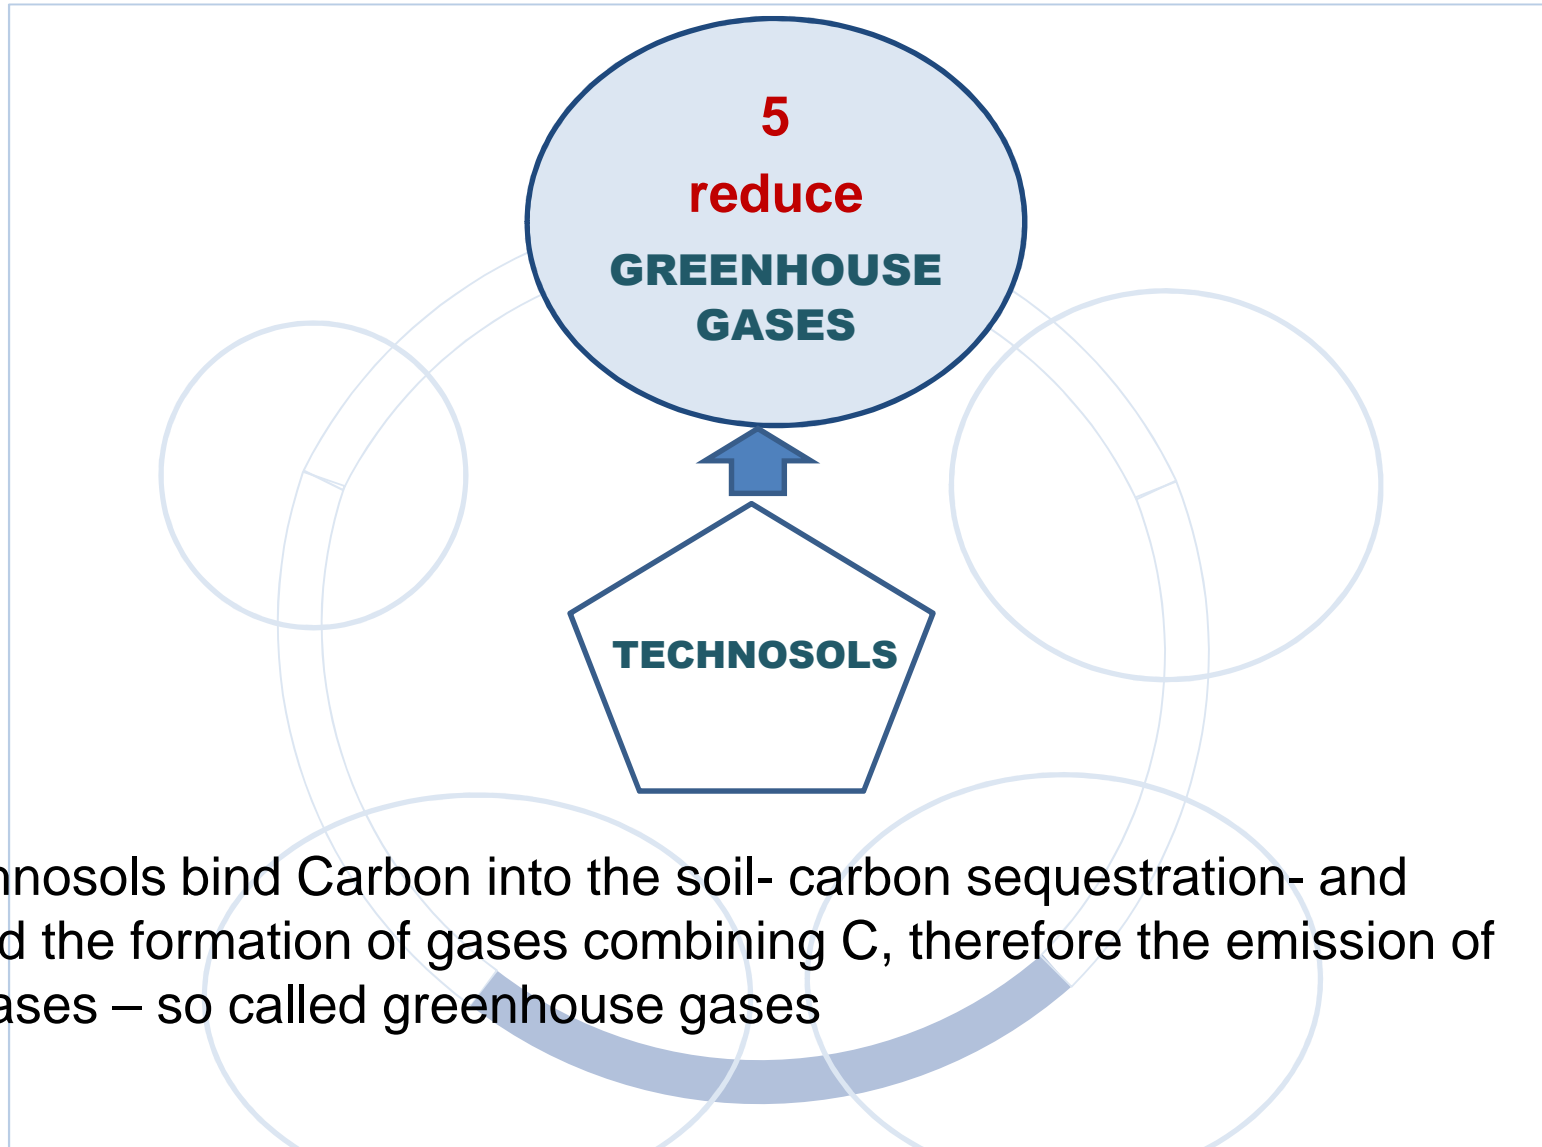 5
reduce
GREENHOUSE
GASES
TECHNOSOLS
hnosols bind Carbon into the soil- carbon sequestration- and
d the formation of gases combining C, therefore the emission of
ases – so called greenhouse gases